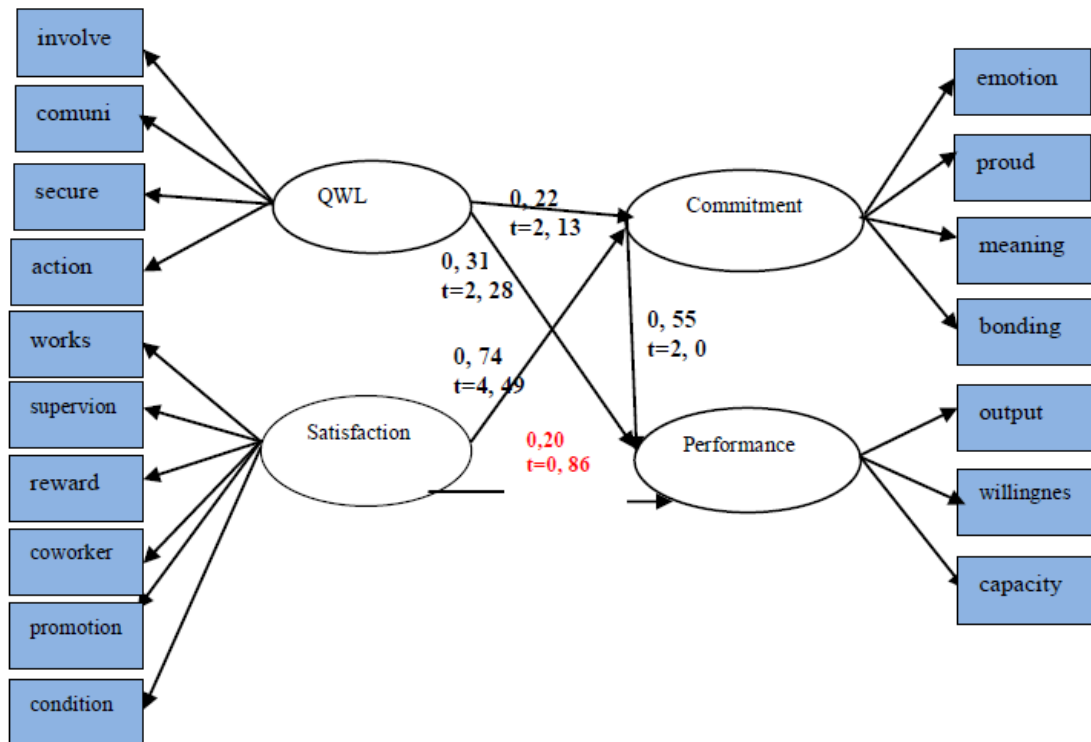 involve
comuni
secure
action
works
supervion
reward
coworker
promotion
condition
QWL
Satisfaction
0, 22
t=2, 13
0, 31
t=2, 28
0, 74
t=4, 49
0,20
t=0, 86
0, 55
t=2, 0
Commitment
Performance
emotion
proud
meaning
bonding
output
willingnes
capacity